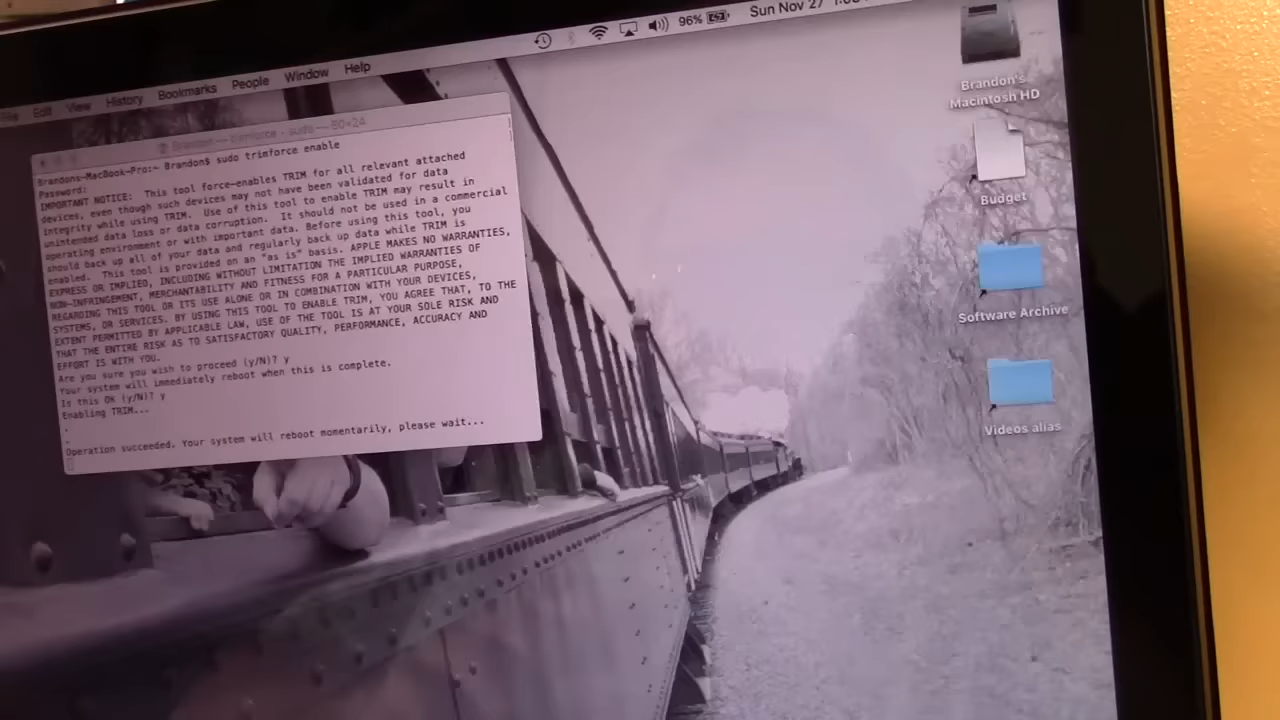 96% Sun Nov 27
File Edit View History Bookmarks People Window Help
Brandon — trimforce - sudo — 80×24
Brandons-MacBook-Pro:~ Brandon$ sudo trimforce enable
Password:
IMPORTANT NOTICE: This tool force-enables TRIM for all relevant attached
devices, even though such devices may not have been validated for data
integrity while using TRIM. Use of this tool to enable TRIM may result in
unintended data loss or data corruption. It should not be used in a commercial
operating environment or with important data. Before using this tool, you
should back up all of your data and regularly back up data while TRIM is
enabled. This tool is provided on an "as is" basis. APPLE MAKES NO WARRANTIES,
EXPRESS OR IMPLIED, INCLUDING WITHOUT LIMITATION THE IMPLIED WARRANTIES OF
NON-INFRINGEMENT, MERCHANTABILITY AND FITNESS FOR A PARTICULAR PURPOSE,
REGARDING THIS TOOL OR ITS USE ALONE OR IN COMBINATION WITH YOUR DEVICES,
SYSTEMS, OR SERVICES. BY USING THIS TOOL TO ENABLE TRIM, YOU AGREE THAT, TO THE
EXTENT PERMITTED BY APPLICABLE LAW, USE OF THE TOOL IS AT YOUR SOLE RISK AND
THAT THE ENTIRE RISK AS TO SATISFACTORY QUALITY, PERFORMANCE, ACCURACY AND
EFFORT IS WITH YOU.
Are you sure you wish to proceed (y/N)? y
Your system will immediately reboot when this is complete.
Is this OK (y/N)? y
Enabling TRIM...
.
.
Operation succeeded. Your system will reboot momentarily, please wait...
Brandon's
Macintosh HD
Budget
Software Archive
Videos alias